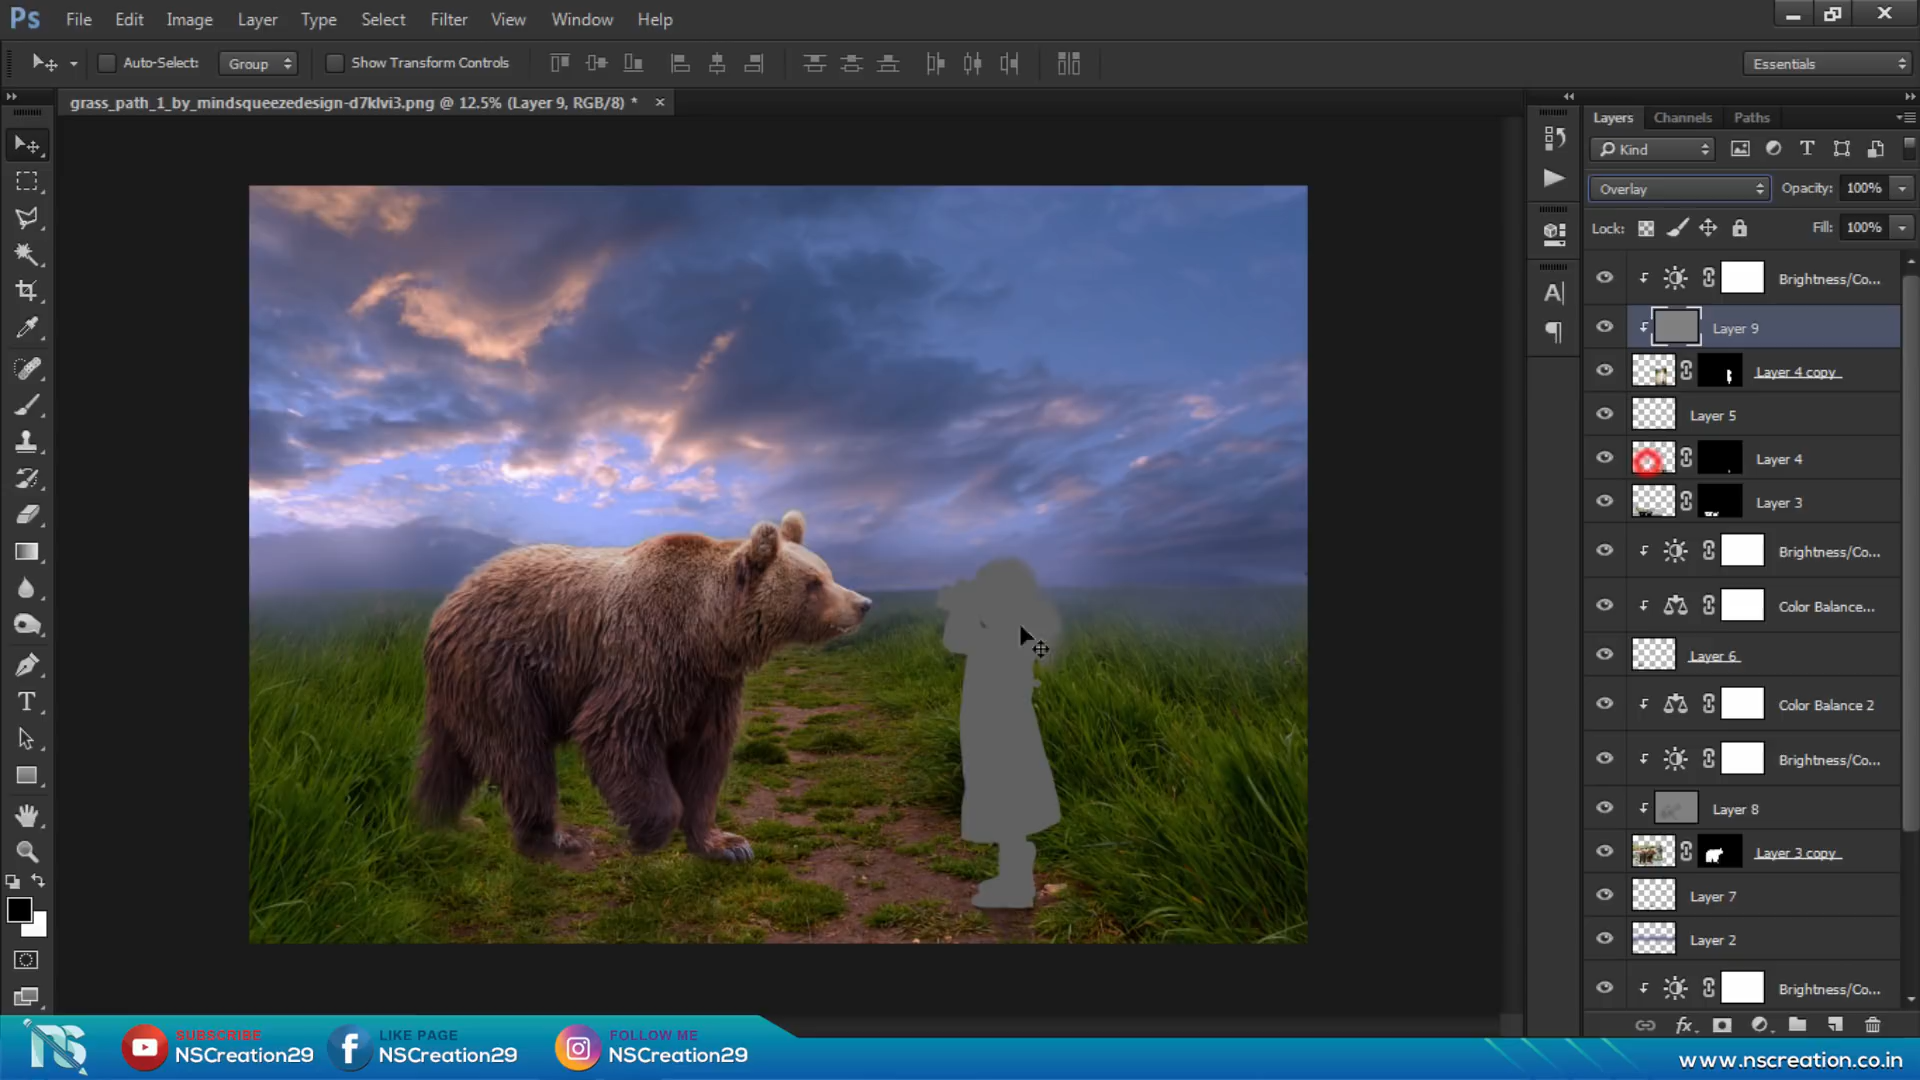 Ps File Edit Image Layer Type Select Filter View Window Help
Auto-Select: Group Show Transform Controls Essentials
grass_path_1_by_mindsqueezedesign-d7klvi3.png @ 12.5% (Layer 9, RGB/8) * ×
Layers Channels Paths
Kind
Overlay Opacity: 100%
Lock: Fill: 100%
Brightness/Co...
Layer 9
Layer 4 copy
Layer 5
Layer 4
Layer 3
Brightness/Co...
Color Balance...
Layer 6
Color Balance 2
Brightness/Co...
Layer 8
Layer 3 copy
Layer 7
Layer 2
Brightness/Co...
NS
SUBSCRIBE
NSCreation29
LIKE PAGE
NSCreation29
FOLLOW ME
NSCreation29
www.nscreation.co.in